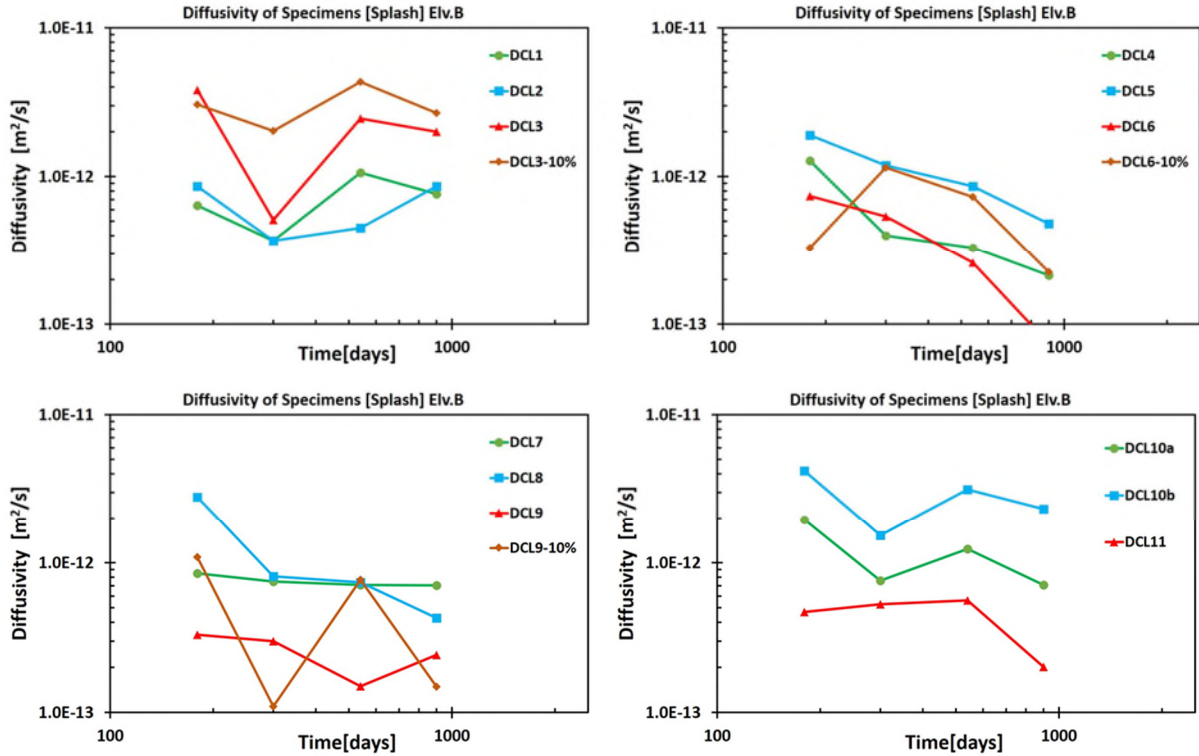 Diffusivity of Specimens [Splash] Elv.B
1.0E-11
1.0E-12
1.0E-13
Diffusivity [m²/s]
DCL1
DCL2
DCL3
DCL3-10%
100
1000
Time[days]
Diffusivity of Specimens [Splash] Elv.B
1.0E-11
1.0E-12
1.0E-13
Diffusivity [m²/s]
DCL4
DCL5
DCL6
DCL6-10%
100
1000
Time[days]
Diffusivity of Specimens [Splash] Elv.B
1.0E-11
1.0E-12
1.0E-13
Diffusivity [m²/s]
DCL7
DCL8
DCL9
DCL9-10%
100
1000
Time[days]
Diffusivity of Specimens [Splash] Elv.B
1.0E-11
1.0E-12
1.0E-13
Diffusivity [m²/s]
DCL10a
DCL10b
DCL11
100
1000
Time[days]